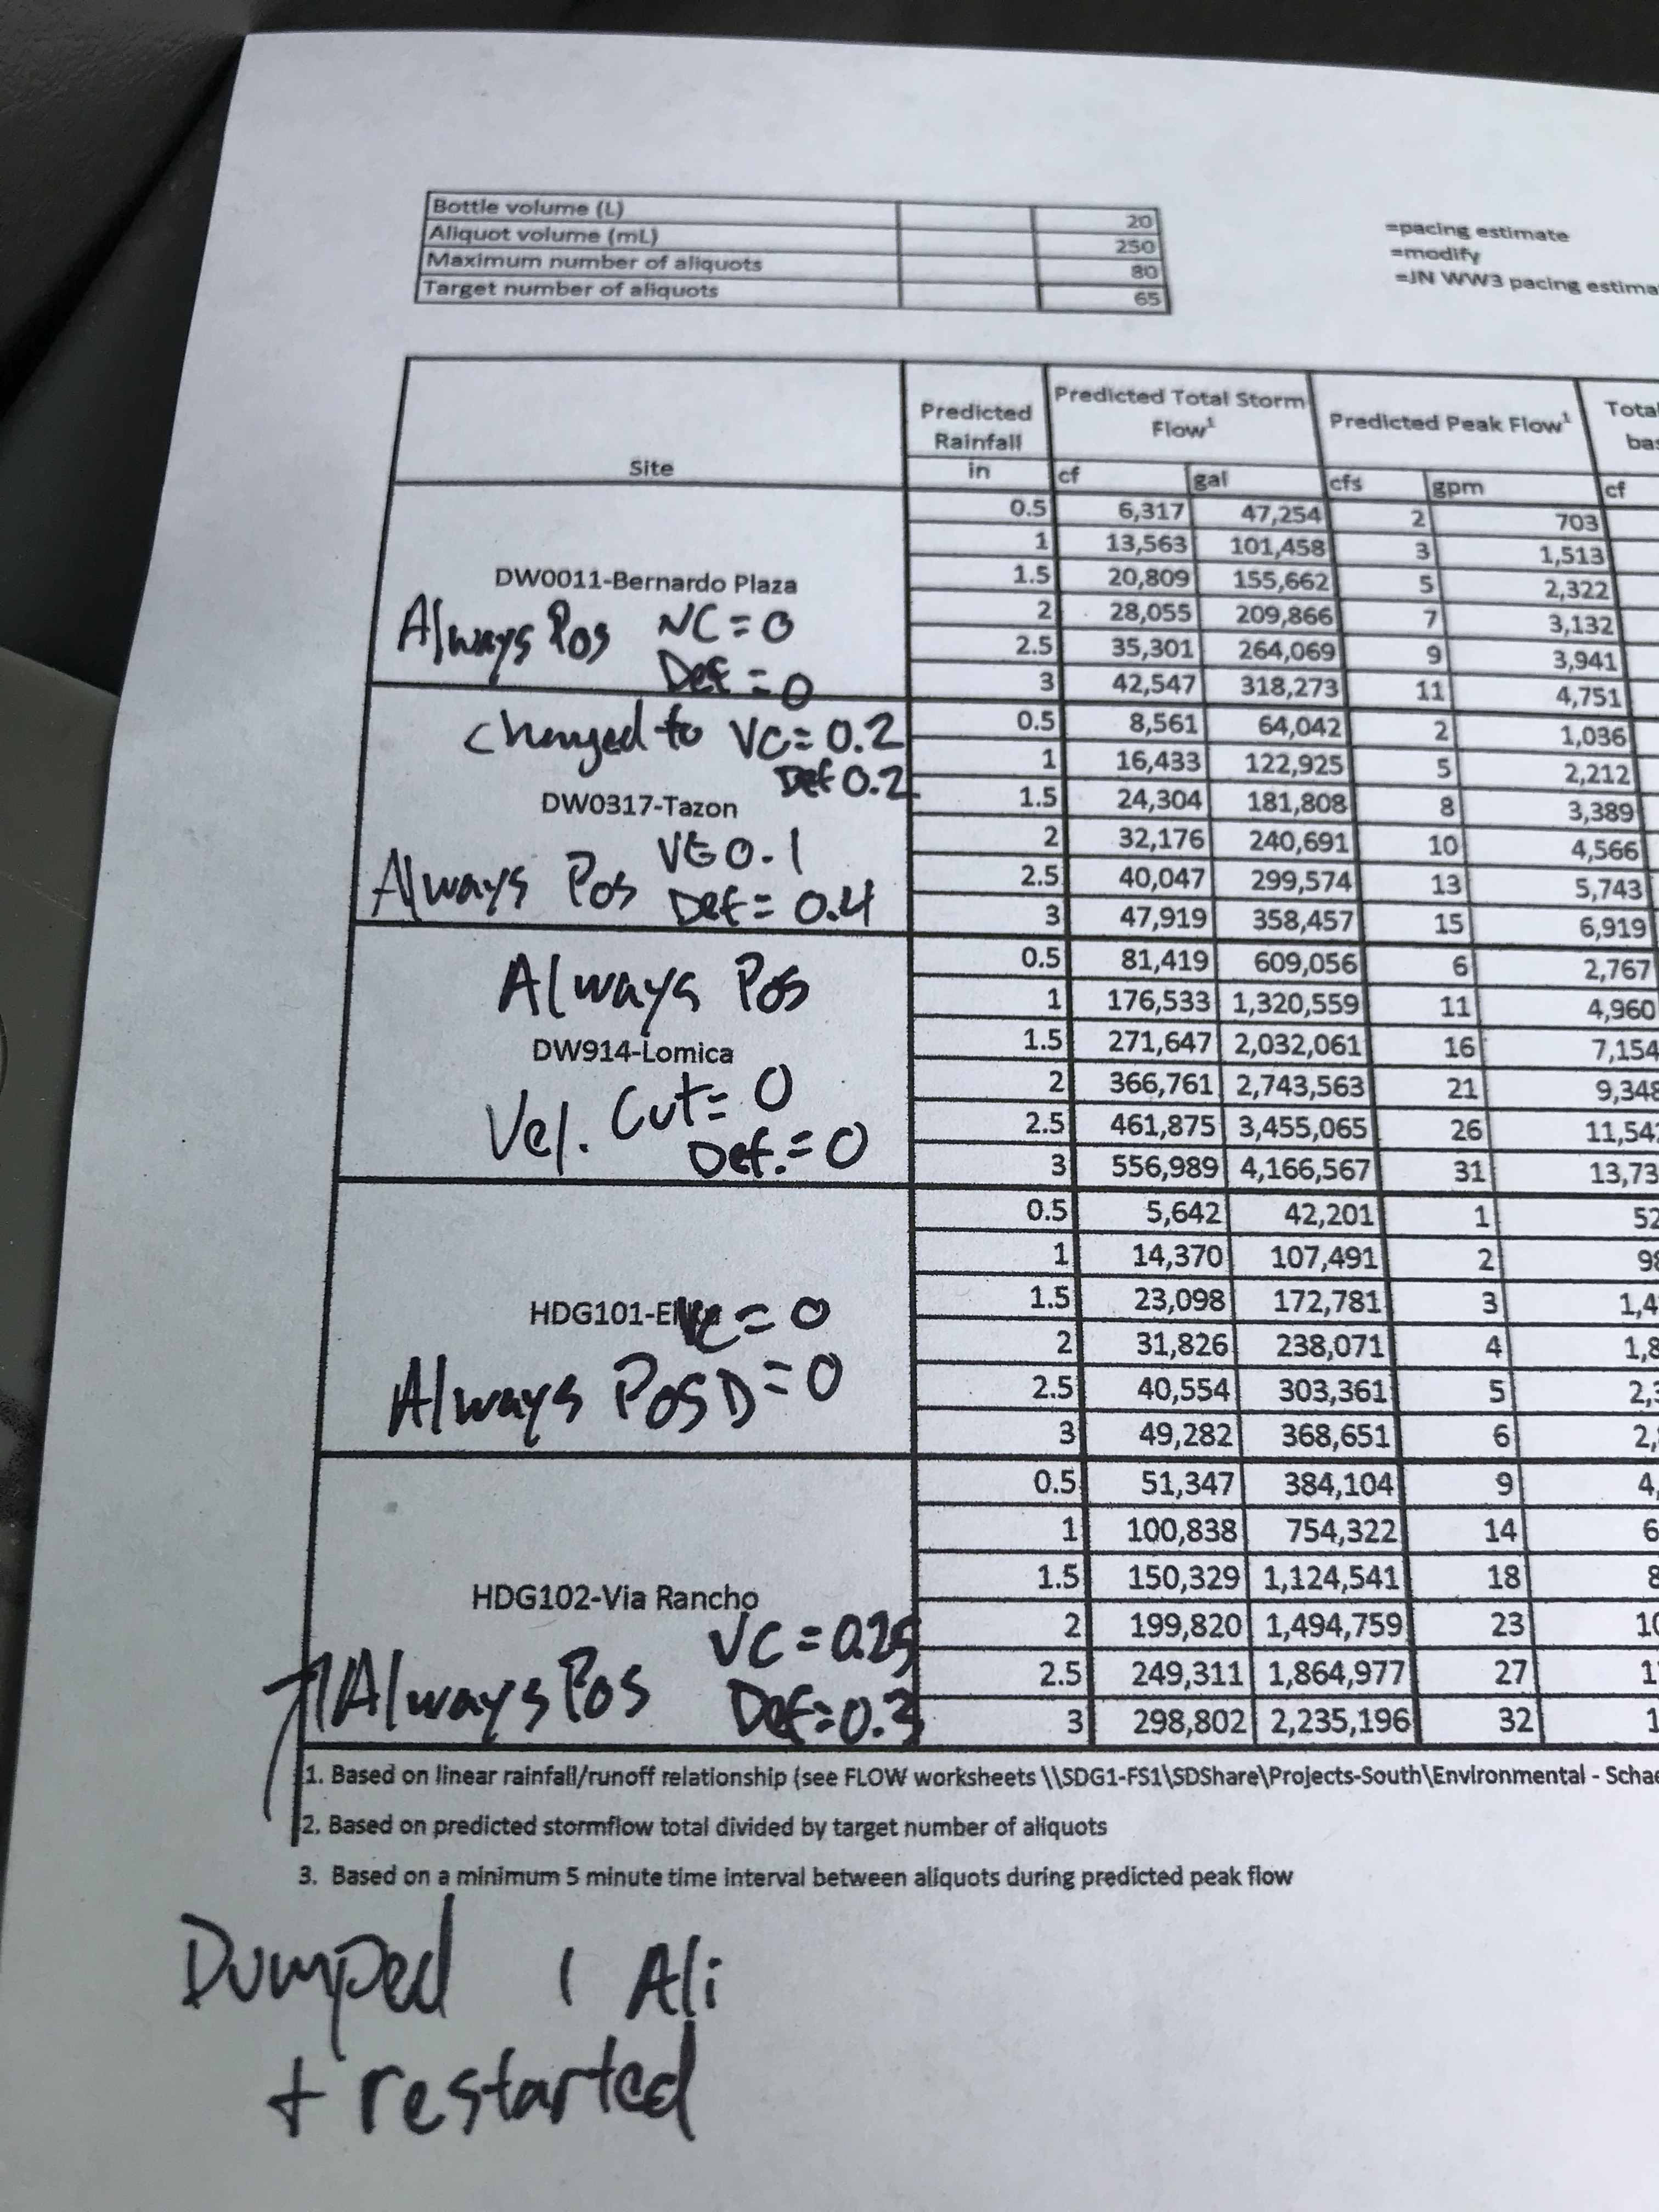 Bottle volume (L) 20
Aliquot volume (mL) 250
Maximum number of aliquots 80
Target number of aliquots 65
=pacing estimate
=modify
=JN WW3 pacing estima
Site
Predicted Rainfall
in
Predicted Total Storm Flow¹
cf gal
Predicted Peak Flow¹
cfs gpm
Total
bas
cf
DW0011-Bernardo Plaza
Always Pos NC=0
Def=0
0.5 6,317 47,254 2 703
1 13,563 101,458 3 1,513
1.5 20,809 155,662 5 2,322
2 28,055 209,866 7 3,132
2.5 35,301 264,069 9 3,941
3 42,547 318,273 11 4,751
changed to VC=0.2
Def 0.2
DW0317-Tazon
VC=0.1
Always Pos Def=0.4
0.5 8,561 64,042 2 1,036
1 16,433 122,925 5 2,212
1.5 24,304 181,808 8 3,389
2 32,176 240,691 10 4,566
2.5 40,047 299,574 13 5,743
3 47,919 358,457 15 6,919
Always Pos
DW914-Lomica
Vel. Cut=0
Def.=0
0.5 81,419 609,056 6 2,767
1 176,533 1,320,559 11 4,960
1.5 271,647 2,032,061 16 7,154
2 366,761 2,743,563 21 9,348
2.5 461,875 3,455,065 26 11,54
3 556,989 4,166,567 31 13,73
HDG101- VC=0
Always Pos D=0
0.5 5,642 42,201 1 52
1 14,370 107,491 2 98
1.5 23,098 172,781 3 1,4
2 31,826 238,071 4 1,8
2.5 40,554 303,361 5 2,3
3 49,282 368,651 6 2,
HDG102-Via Rancho
VC=0.25
Always Pos Def=0.3
0.5 51,347 384,104 9 4,
1 100,838 754,322 14 6
1.5 150,329 1,124,541 18 8
2 199,820 1,494,759 23 10
2.5 249,311 1,864,977 27 1
3 298,802 2,235,196 32 1
1. Based on linear rainfall/runoff relationship (see FLOW worksheets \\SDG1-FS1\SDShare\Projects-South\Environmental - Schae
2. Based on predicted stormflow total divided by target number of aliquots
3. Based on a minimum 5 minute time interval between aliquots during predicted peak flow
Dumped 1 Ali
+ restarted